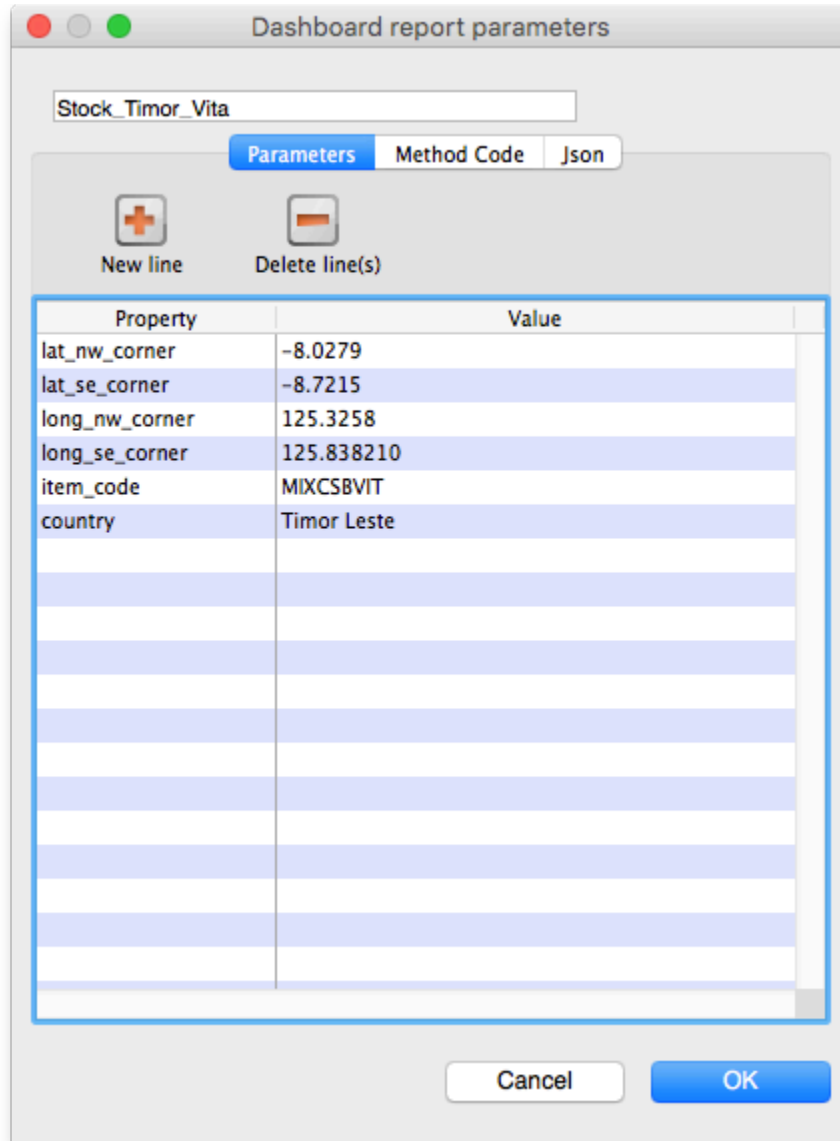 Dashboard report parameters
Stock_Timor_Vita
Parameters Method Code Json
New line Delete line(s)
Property Value
lat_nw_corner -8.0279
lat_se_corner -8.7215
long_nw_corner 125.3258
long_se_corner 125.838210
item_code MIXCSBVIT
country Timor Leste
Cancel OK